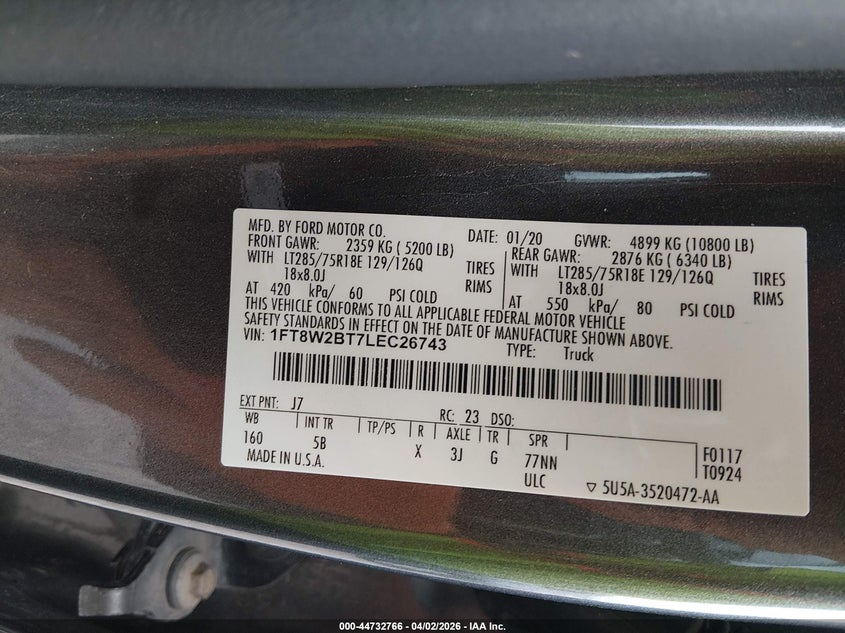 MFD. BY FORD MOTOR CO. DATE: 01/20 GVWR: 4899 KG (10800 LB)
FRONT GAWR: 2359 KG ( 5200 LB) REAR GAWR: 2876 KG ( 6340 LB)
WITH LT285/75R18E 129/126Q TIRES WITH LT285/75R18E 129/126Q TIRES
18x8.0J RIMS 18x8.0J RIMS
AT 420 kPa/ 60 PSI COLD AT 550 kPa/ 80 PSI COLD
THIS VEHICLE CONFORMS TO ALL APPLICABLE FEDERAL MOTOR VEHICLE
SAFETY STANDARDS IN EFFECT ON THE DATE OF MANUFACTURE SHOWN ABOVE.
VIN: 1FT8W2BT7LEC26743 TYPE: Truck
EXT PNT: J7 RC: 23 DSO:
WB INT TR TP/PS R AXLE TR SPR F0117
160 5B X 3J G 77NN T0924
MADE IN U.S.A. ULC ▽ 5U5A-3520472-AA
000-44732766 - 04/02/2026 - IAA Inc.